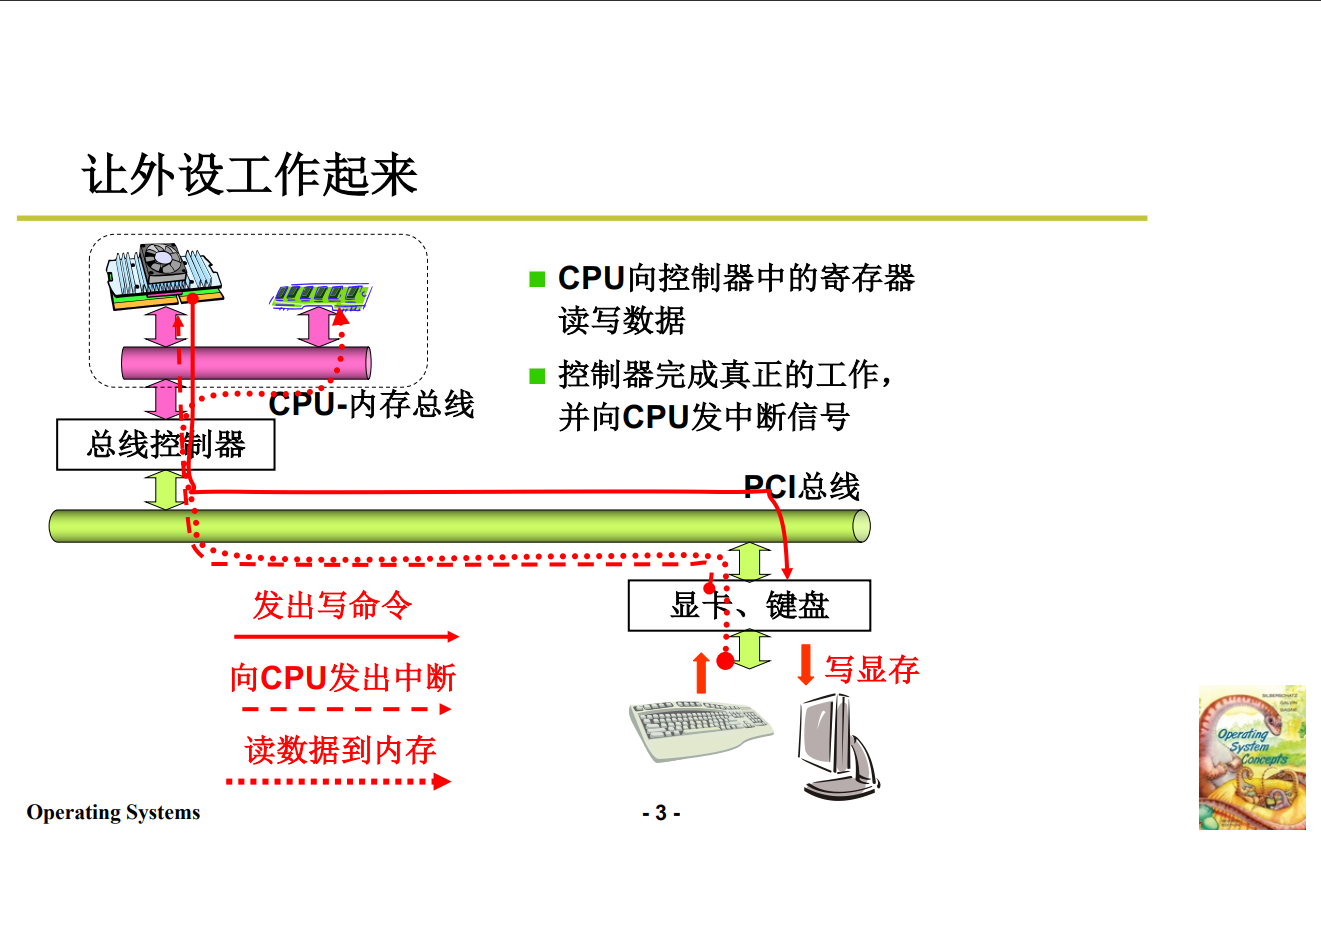 让外设工作起来
CPU向控制器中的寄存器
读写数据
控制器完成真正的工作，
并向CPU发中断信号
CPU-内存总线
总线控制器
PCI总线
显卡、键盘
发出写命令
向CPU发出中断
读数据到内存
写显存
SILBERSCHATZ
GALVIN
GAGNE
Operating
System
Concepts
Operating Systems
- 3 -